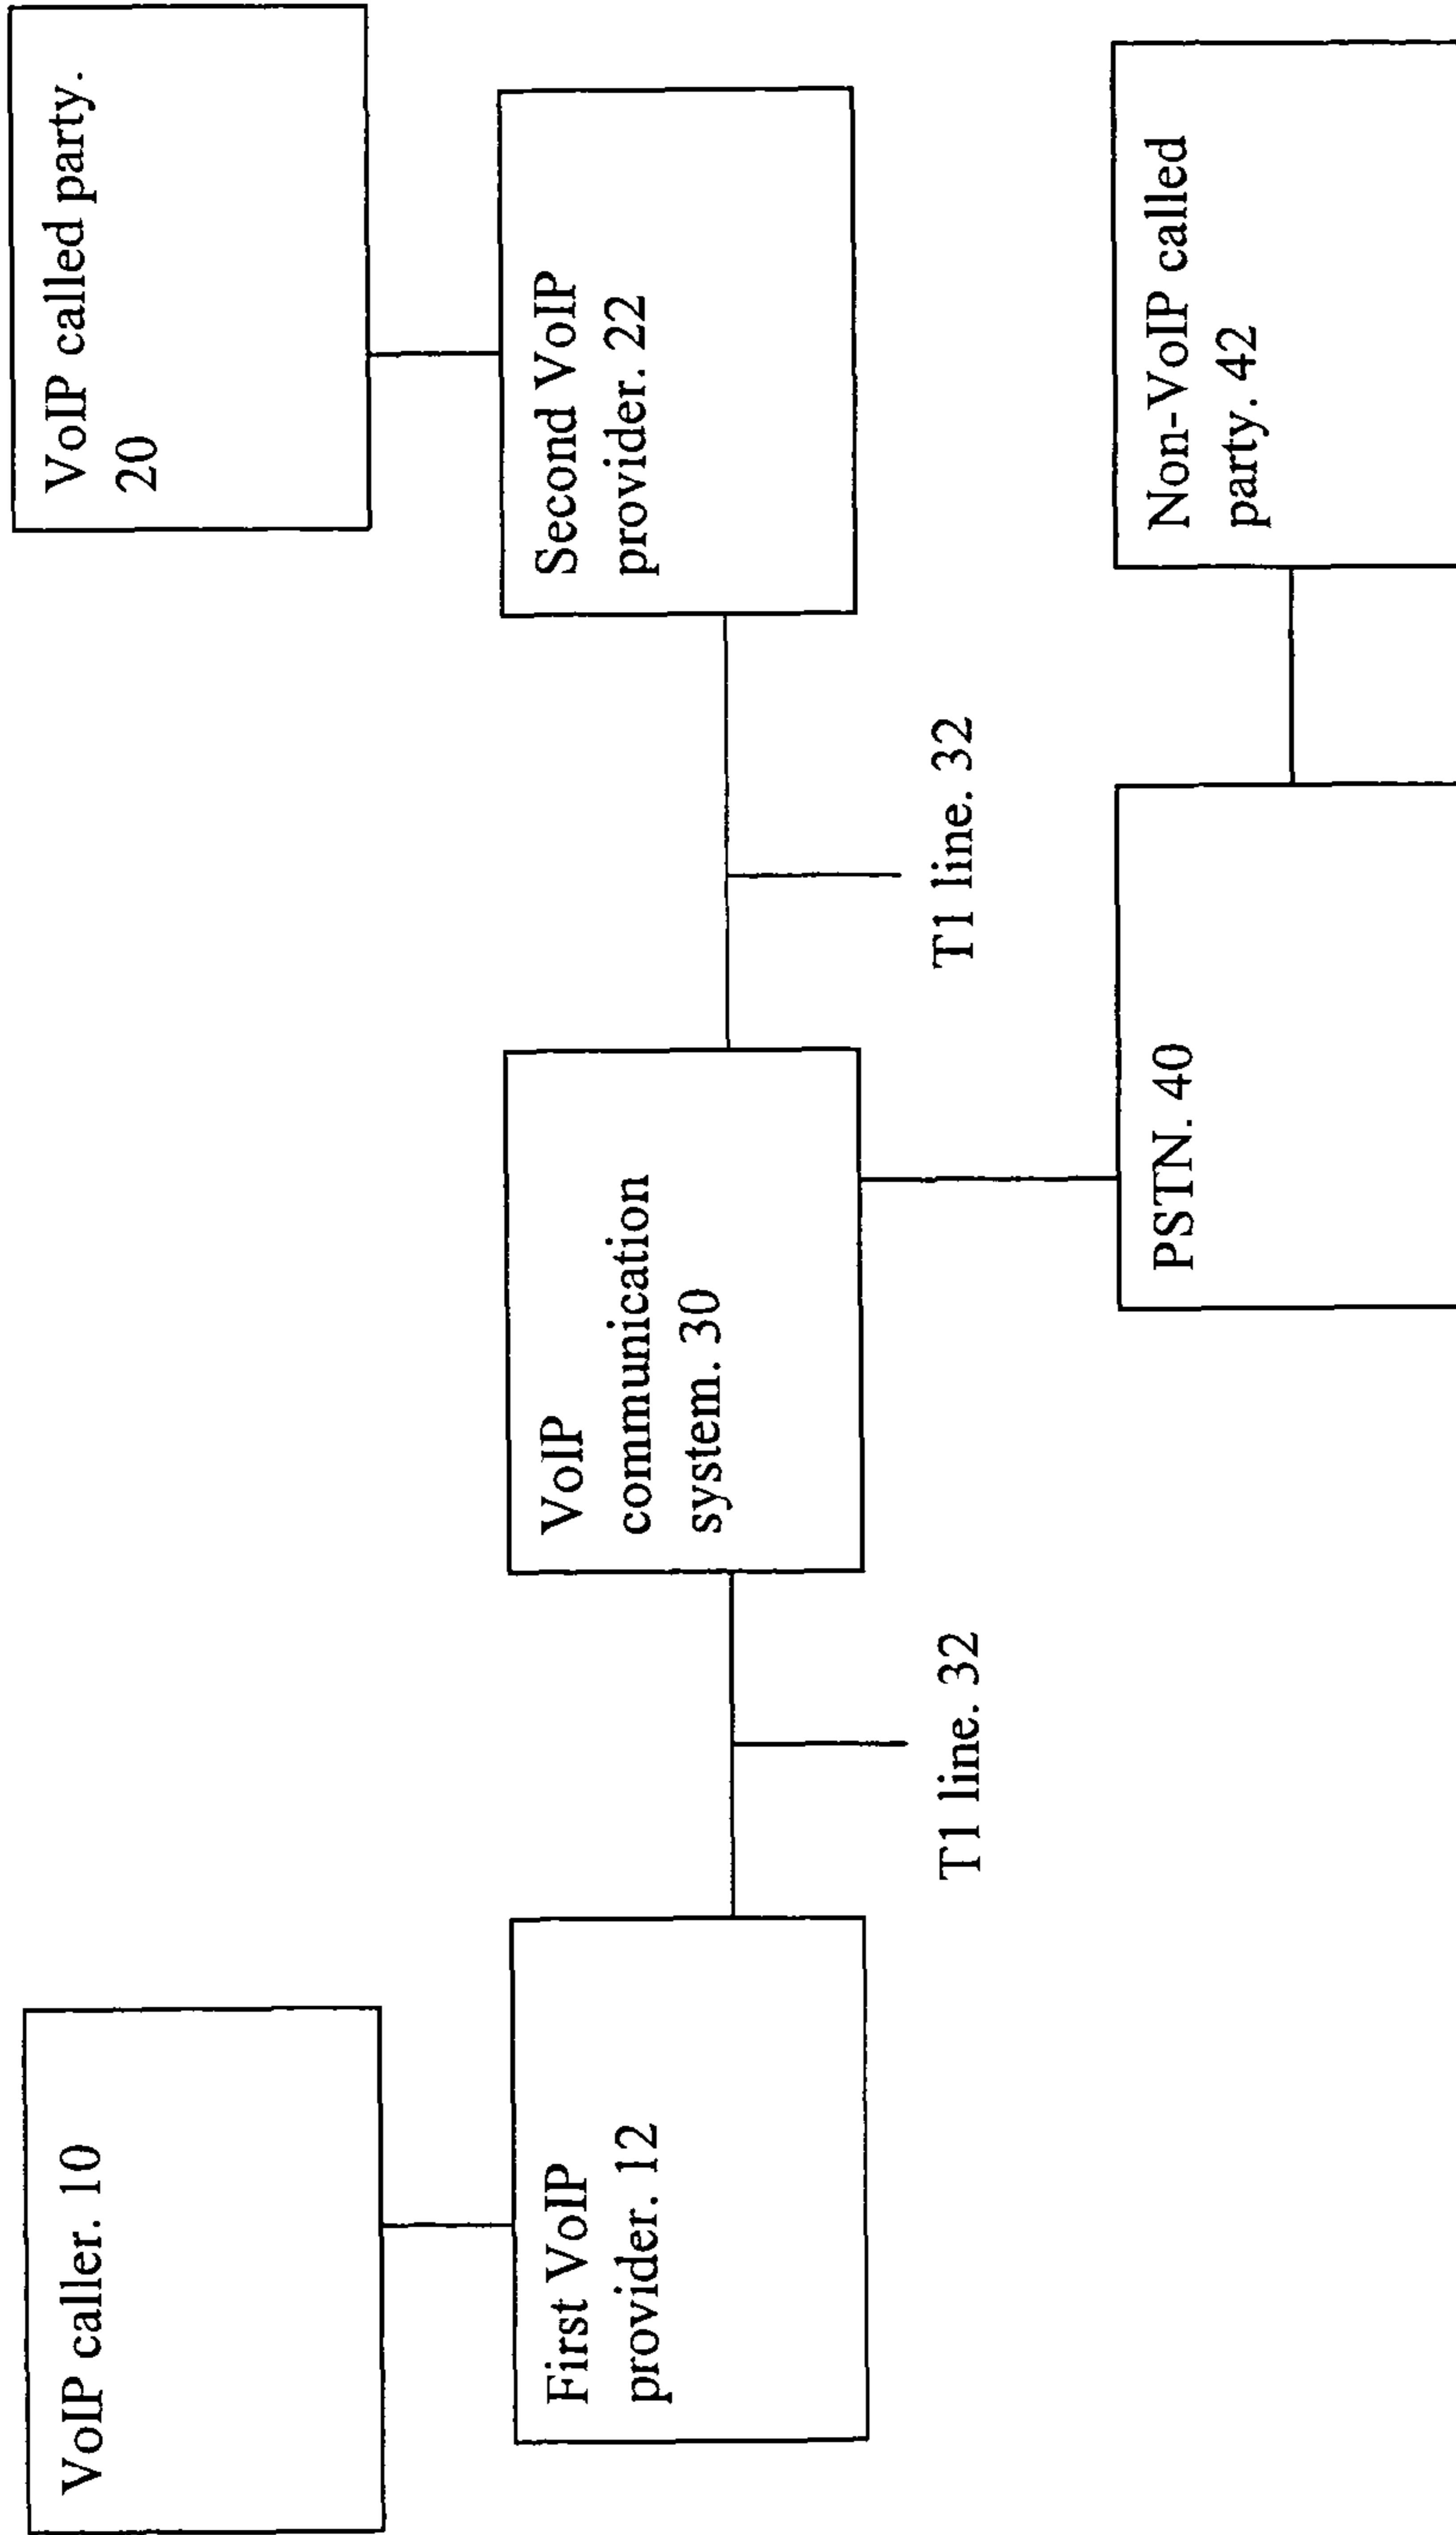 VoIP caller. 10
VoIP called party.
20
First VoIP
provider. 12
VoIP
communication
system. 30
Second VoIP
provider. 22
T1 line. 32
T1 line. 32
PSTN. 40
Non-VoIP called
party. 42